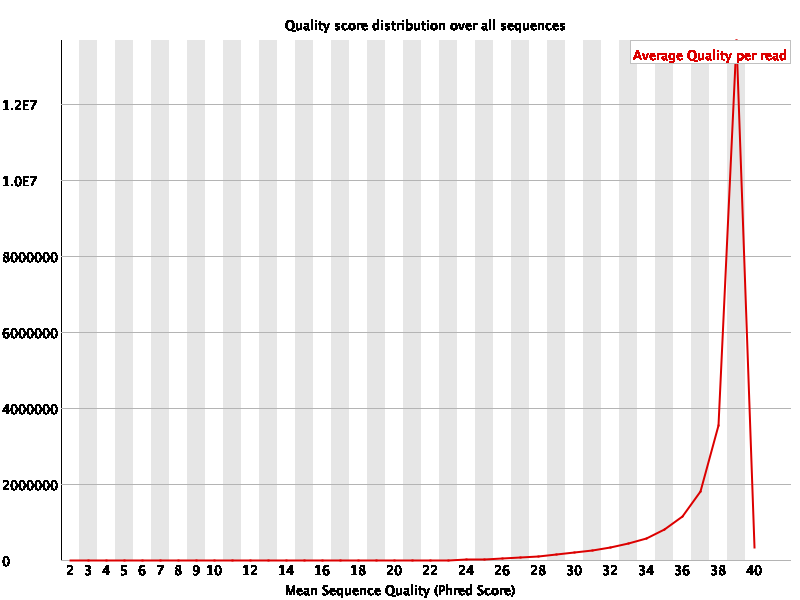 Quality score distribution over all sequences
Average Quality per read
1.2E7
1.0E7
8000000
6000000
4000000
2000000
0
2 3 4 5 6 7 8 9 10 12 14 16 18 20 22 24 26 28 30 32 34 36 38 40
Mean Sequence Quality (Phred Score)